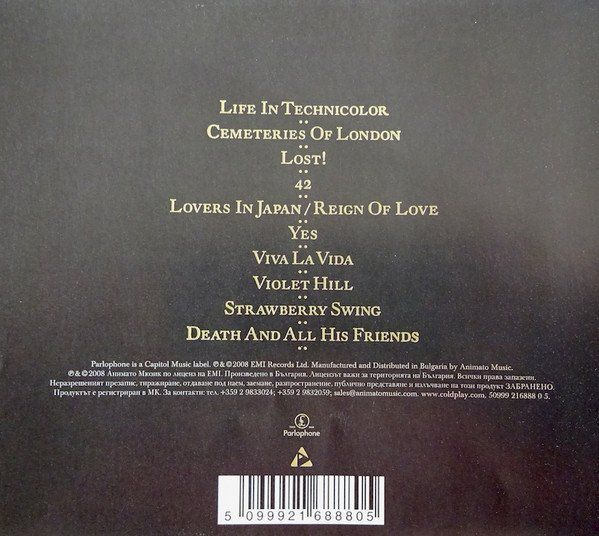 Life In Technicolor
Cemeteries Of London
Lost!
42
Lovers In Japan / Reign Of Love
Yes
Viva La Vida
Violet Hill
Strawberry Swing
Death And All His Friends
Parlophone is a Capitol Music label. ℗&©2008 EMI Records Ltd. Manufactured and Distributed in Bulgaria by Animato Music.
℗&©2008 Анимато Мюзик по лиценз на EMI. Произведено в България. Лицензът важи за територията на България. Всички права запазени.
Неразрешеният презапис, тиражиране, отдаване под наем, заемане, разпространение, публично представяне и излъчване на този продукт ЗАБРАНЕНО.
Продуктът е регистриран в МК. За контакти: тел. +359 2 9833024; +359 2 9832059; sales@animatomusic.com. www.coldplay.com. 50999 216888 0 5.
Parlophone
5 099921 688805